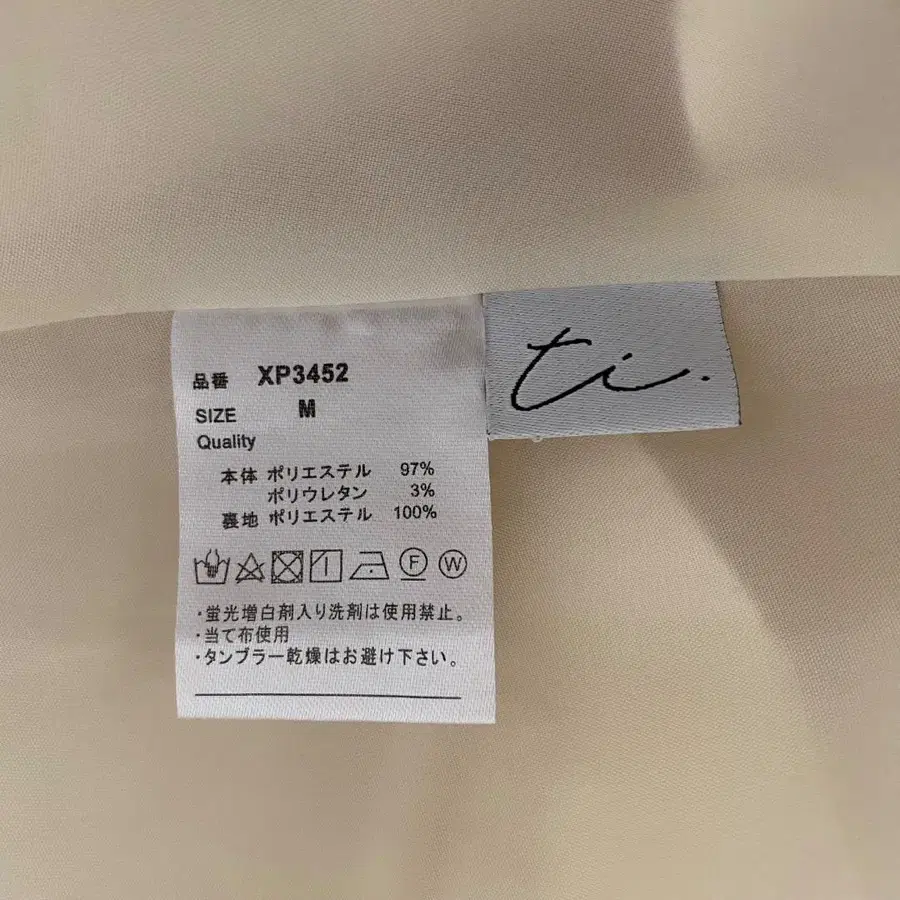 品番 XP3452
SIZE M
Quality
本体 ポリエステル 97%
ポリウレタン 3%
裏地 ポリエステル 100%
F W
・蛍光増白剤入り洗剤は使用禁止。
・当て布使用
・タンブラー乾燥はお避け下さい。
ti.